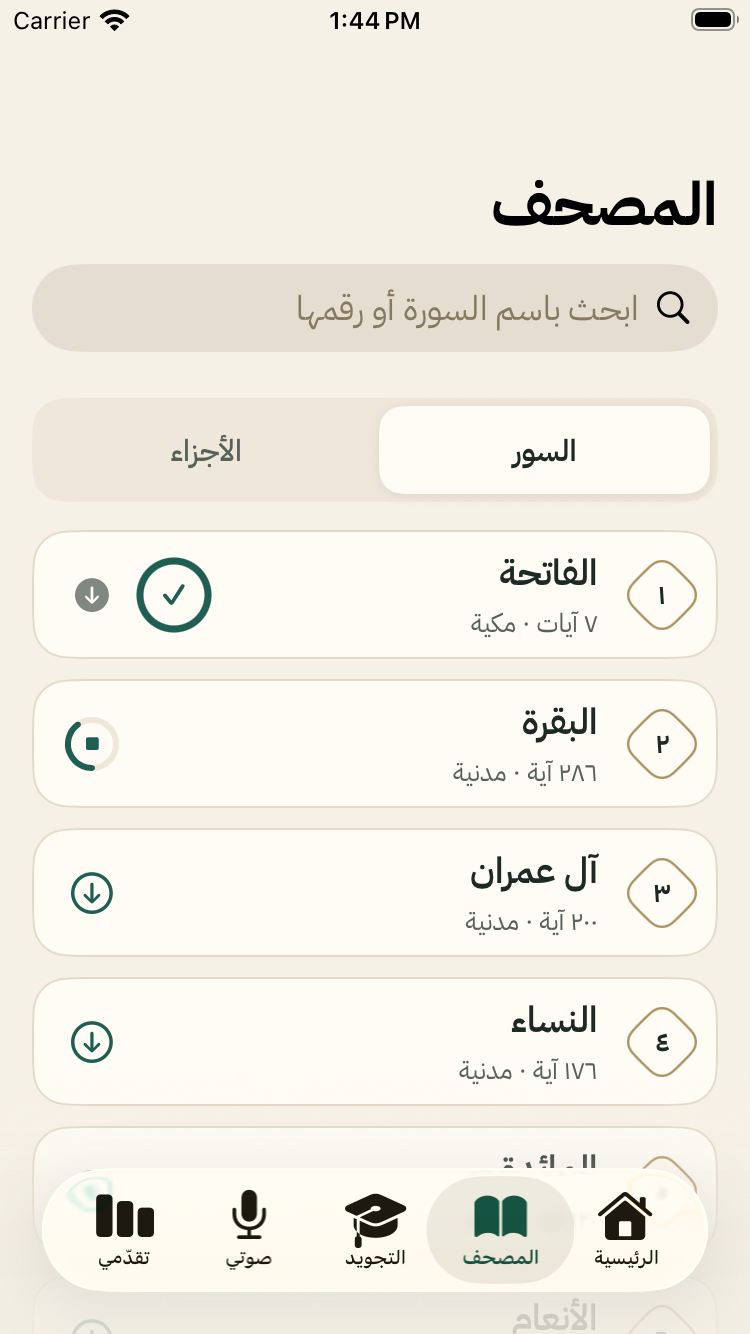 Carrier 1:44 PM
المصحف
ابحث باسم السورة أو رقمها
السور
الأجزاء
١
الفاتحة
٧ آيات · مكية
٢
البقرة
٢٨٦ آية · مدنية
٣
آل عمران
٢٠٠ آية · مدنية
٤
النساء
١٧٦ آية · مدنية
المائدة
الرئيسية
المصحف
التجويد
صوتي
تقدّمي
الأنعام